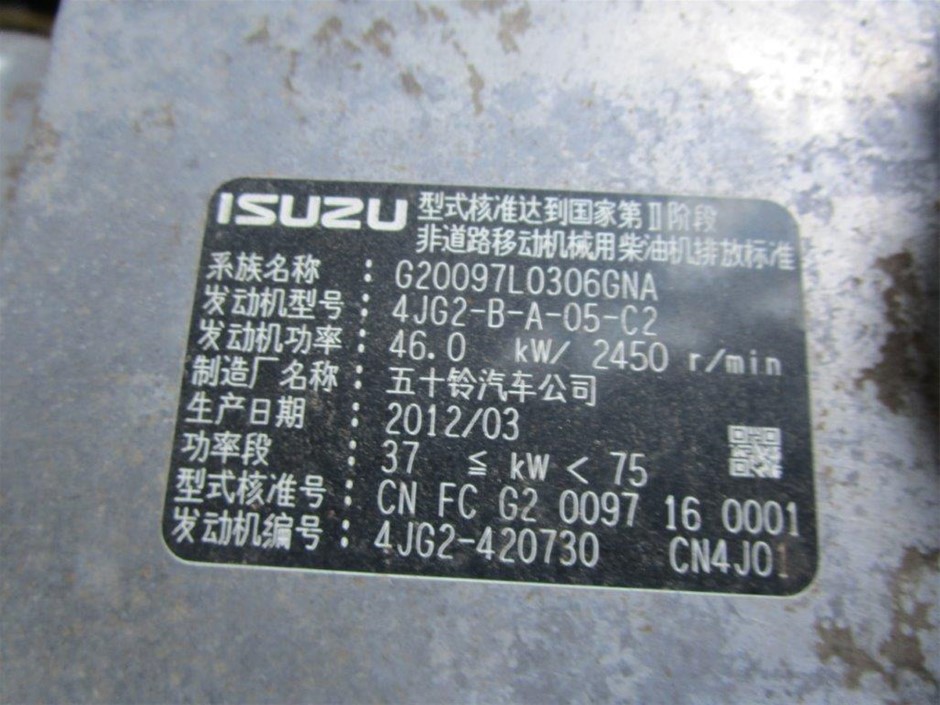 ISUZU 型式核准达到国家第Ⅱ阶段
非道路移动机械用柴油机排放标准
系族名称 : G20097L0306GNA
发动机型号 : 4JG2-B-A-05-C2
发动机功率 : 46.0 kW/ 2450 r/min
制造厂名称 : 五十铃汽车公司
生产日期 : 2012/03
功率段 : 37 ≦ kW < 75
型式核准号 : CN FC G2 0097 16 0001
发动机编号 : 4JG2-420730 CN4J01